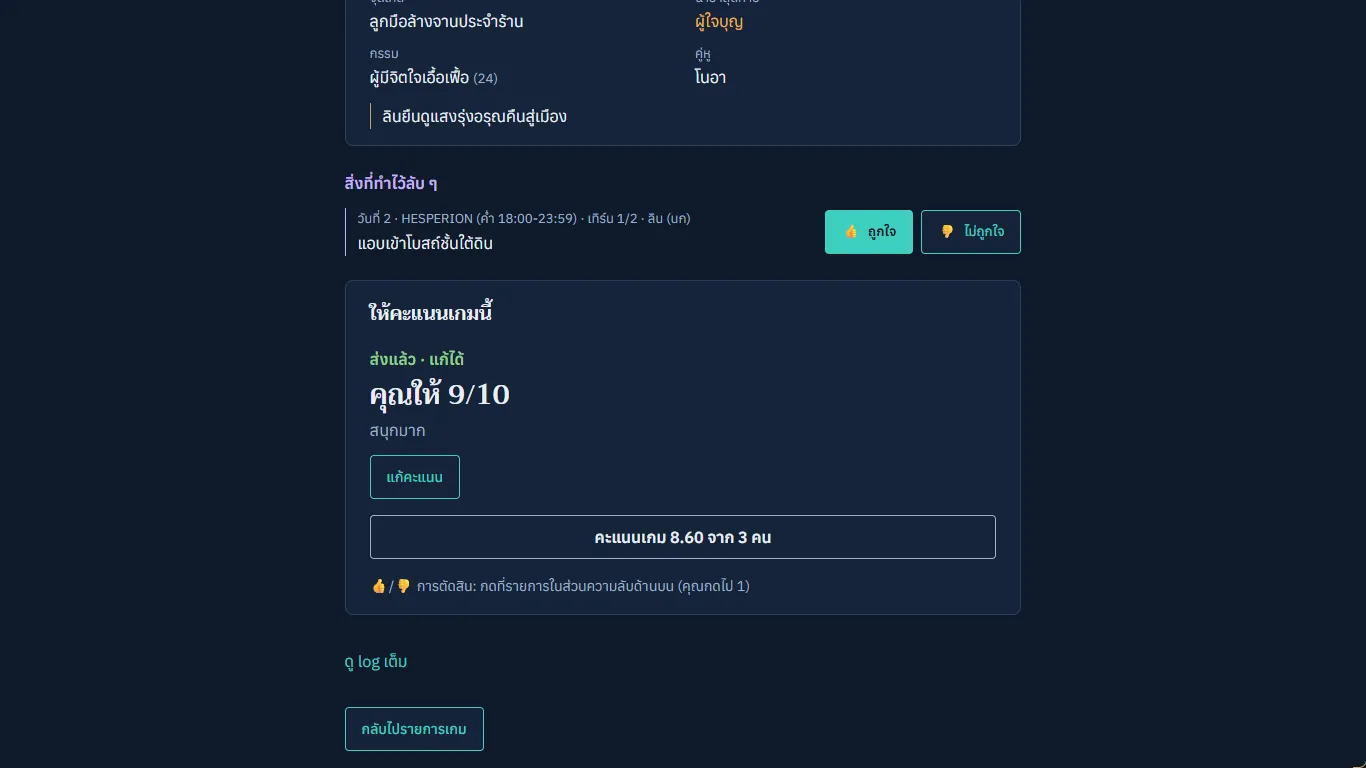 ลูกมือล้างจานประจำร้าน
ผู้ใจบุญ
กรรม
คู่หู
ผู้มีจิตใจเอื้อเฟื้อ (24)
โนอา
ลินยืนดูแสงรุ่งอรุณคืนสู่เมือง
สิ่งที่ทำไว้ลับ ๆ
วันที่ 2 · HESPERION (ค่ำ 18:00-23:59) · เทิร์น 1/2 · ลิน (นก)
แอบเข้าโบสถ์ชั้นใต้ดิน
👍 ถูกใจ
👎 ไม่ถูกใจ
ให้คะแนนเกมนี้
ส่งแล้ว · แก้ได้
คุณให้ 9/10
สนุกมาก
แก้คะแนน
คะแนนเกม 8.60 จาก 3 คน
👍/👎 การตัดสิน: กดที่รายการในส่วนความลับด้านบน (คุณกดไป 1)
ดู log เต็ม
กลับไปรายการเกม